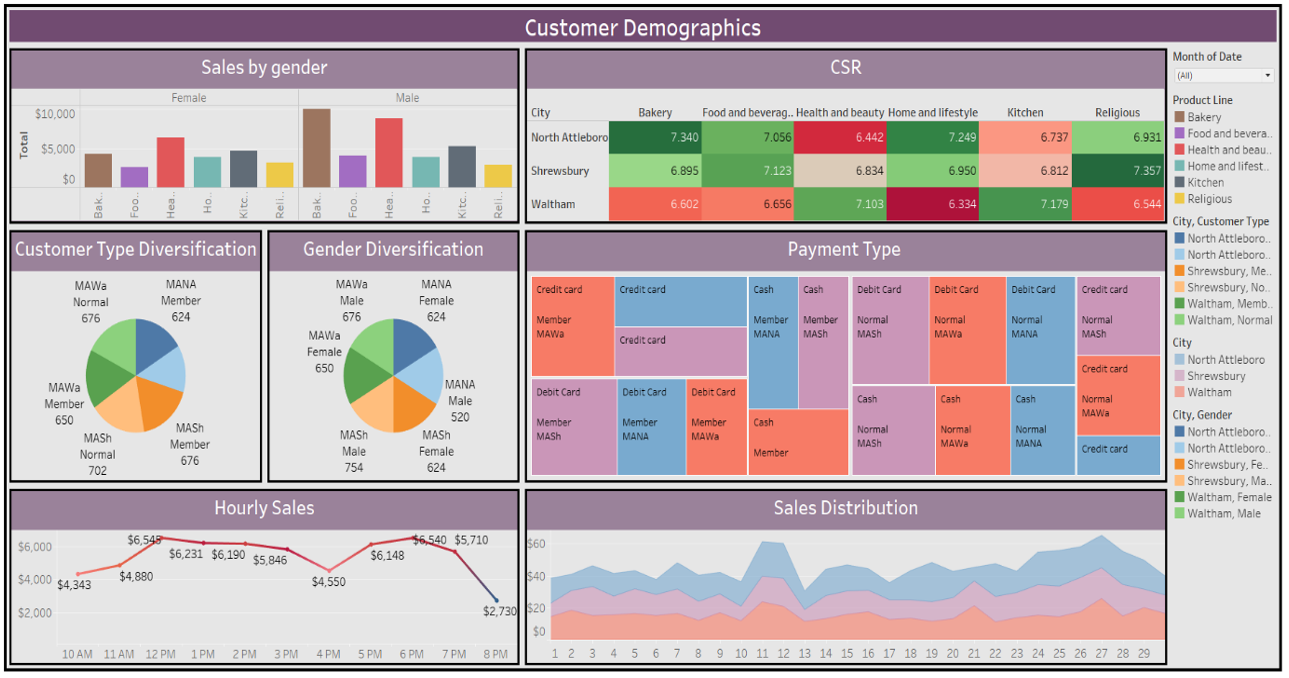 Customer Demographics
Sales by gender
Female
Male
Total
$10,000
$5,000
$0
Bak..
Foo..
Hea..
Ho..
Kitc..
Reli..
Bak..
Foo..
Hea..
Ho..
Kitc..
Reli..
CSR
City Bakery Food and beverag.. Health and beauty Home and lifestyle Kitchen Religious
North Attleboro 7.340 7.056 6.442 7.249 6.737 6.931
Shrewsbury 6.895 7.123 6.834 6.950 6.812 7.357
Waltham 6.602 6.656 7.103 6.334 7.179 6.544
Customer Type Diversification
MAWa
Normal
676
MANA
Member
624
MAWa
Member
650
MASh
Normal
702
MASh
Member
676
Gender Diversification
MAWa
Male
676
MANA
Female
624
MAWa
Female
650
MANA
Male
520
MASh
Male
754
MASh
Female
624
Payment Type
Credit card
Member
MAWa
Credit card
Credit card
Cash
Member
MANA
Cash
Member
MASh
Debit Card
Member
MASh
Debit Card
Member
MANA
Debit Card
Member
MAWa
Cash
Member
Debit Card
Normal
MASh
Debit Card
Normal
MAWa
Debit Card
Normal
MANA
Credit card
Normal
MASh
Credit card
Normal
MAWa
Cash
Normal
MASh
Cash
Normal
MAWa
Cash
Normal
MANA
Credit card
Hourly Sales
$6,000
$4,000
$2,000
$4,343
$4,880
$6,545
$6,231
$6,190
$5,846
$4,550
$6,148
$6,540
$5,710
$2,730
10 AM 11 AM 12 PM 1 PM 2 PM 3 PM 4 PM 5 PM 6 PM 7 PM 8 PM
Sales Distribution
$60
$40
$20
$0
1 2 3 4 5 6 7 8 9 10 11 12 13 14 15 16 17 18 19 20 21 22 23 24 25 26 27 28 29
Month of Date
(All)
Product Line
Bakery
Food and bevera..
Health and beau..
Home and lifest..
Kitchen
Religious
City, Customer Type
North Attleboro..
North Attleboro..
Shrewsbury, Me..
Shrewsbury, No..
Waltham, Memb..
Waltham, Normal
City
North Attleboro
Shrewsbury
Waltham
City, Gender
North Attleboro..
North Attleboro..
Shrewsbury, Fe..
Shrewsbury, Ma..
Waltham, Female
Waltham, Male